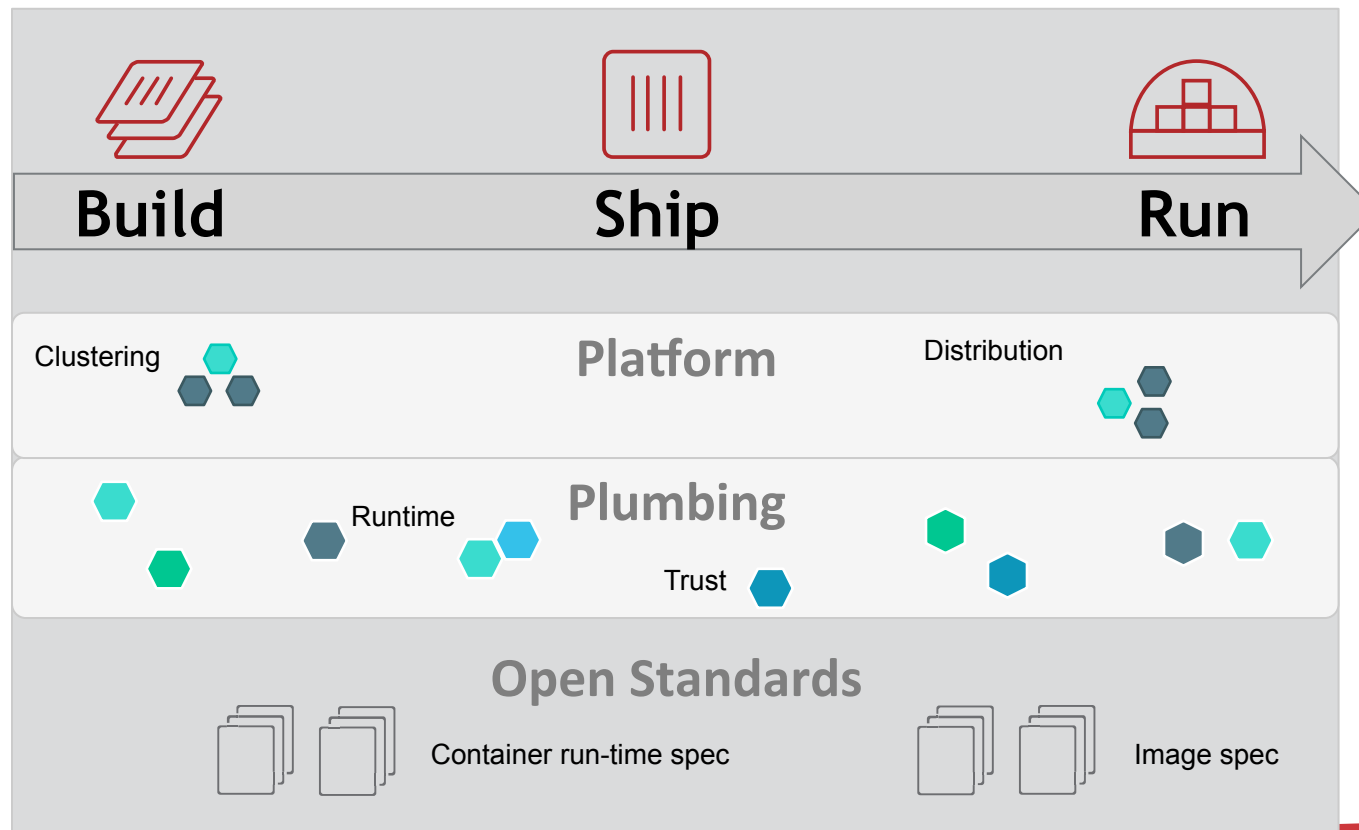 Build
Ship
Run
Platform
Clustering
Distribution
Plumbing
Runtime
Trust
Open Standards
Container run-time spec
Image spec